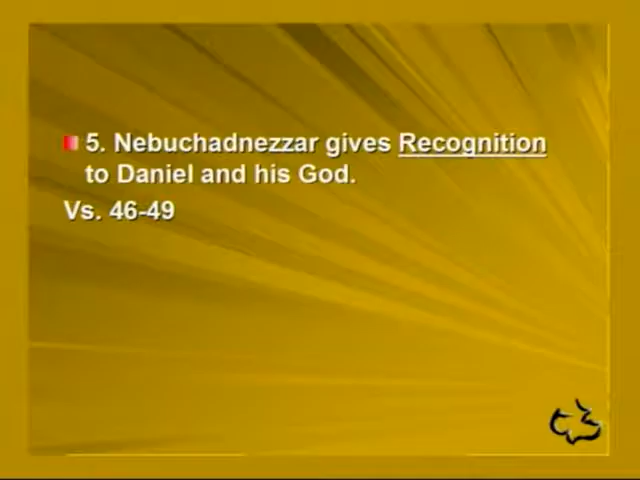 5. Nebuchadnezzar gives Recognition
to Daniel and his God.
Vs. 46-49